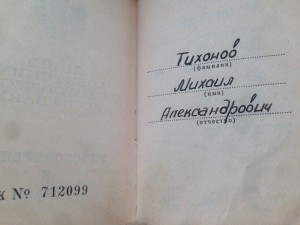 Тихонов
(фамилия)
Михаил
(имя)
Александрович
(отчество)
К № 712099